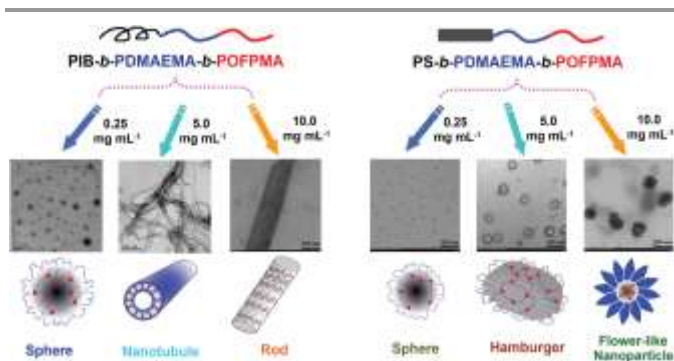 PIB-b-PDMAEMA-b-POFPMA
0.25
mg mL⁻¹
5.0
mg mL⁻¹
10.0
mg mL⁻¹
Sphere
Nanotubule
Rod
PS-b-PDMAEMA-b-POFPMA
0.25
mg mL⁻¹
5.0
mg mL⁻¹
10.0
mg mL⁻¹
Sphere
Hamburger
Flower-like
Nanoparticle